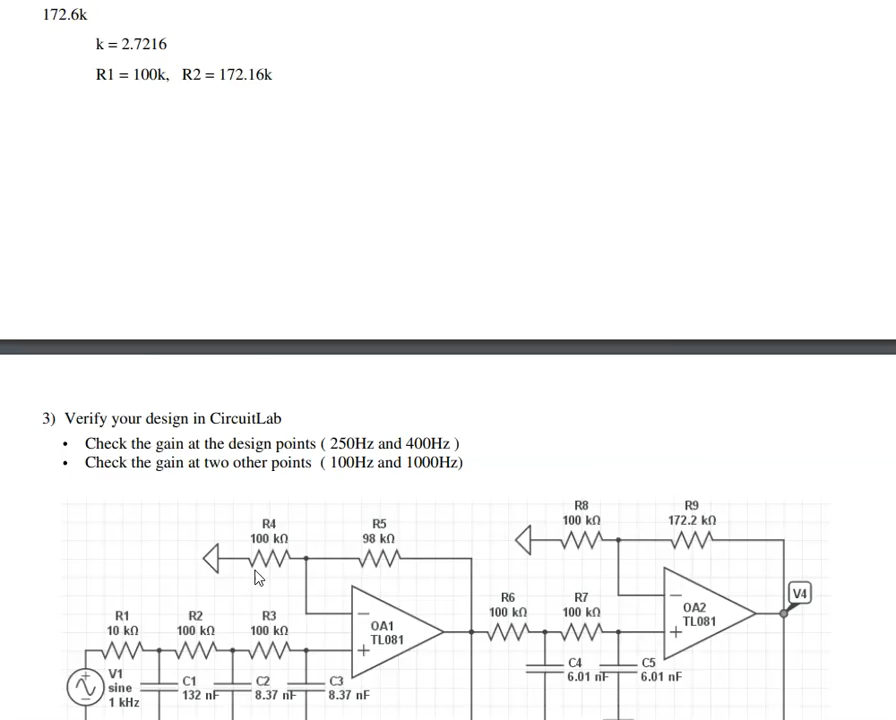 172.6k
k = 2.7216
R1 = 100k, R2 = 172.16k
3) Verify your design in CircuitLab
• Check the gain at the design points ( 250Hz and 400Hz )
• Check the gain at two other points ( 100Hz and 1000Hz)
R8 R9
100 kΩ 172.2 kΩ
R4 R5
100 kΩ 98 kΩ
V4
R6 R7
100 kΩ 100 kΩ
OA2
TL081
R1 R2 R3
10 kΩ 100 kΩ 100 kΩ
OA1
TL081
C4 C5
6.01 nF 6.01 nF
V1
sine
1 kHz
C1 C2 C3
132 nF 8.37 nF 8.37 nF